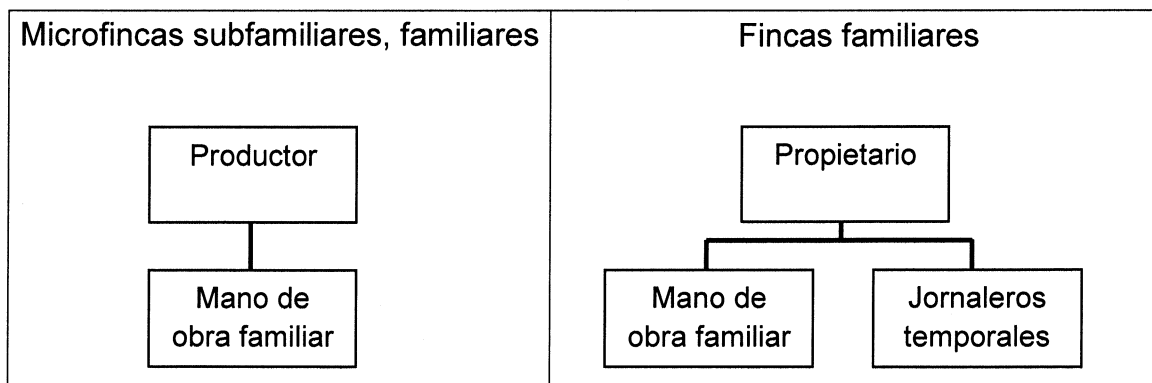 Microfincas subfamiliares, familiares
Productor
Mano de
obra familiar
Fincas familiares
Propietario
Mano de
obra familiar
Jornaleros
temporales